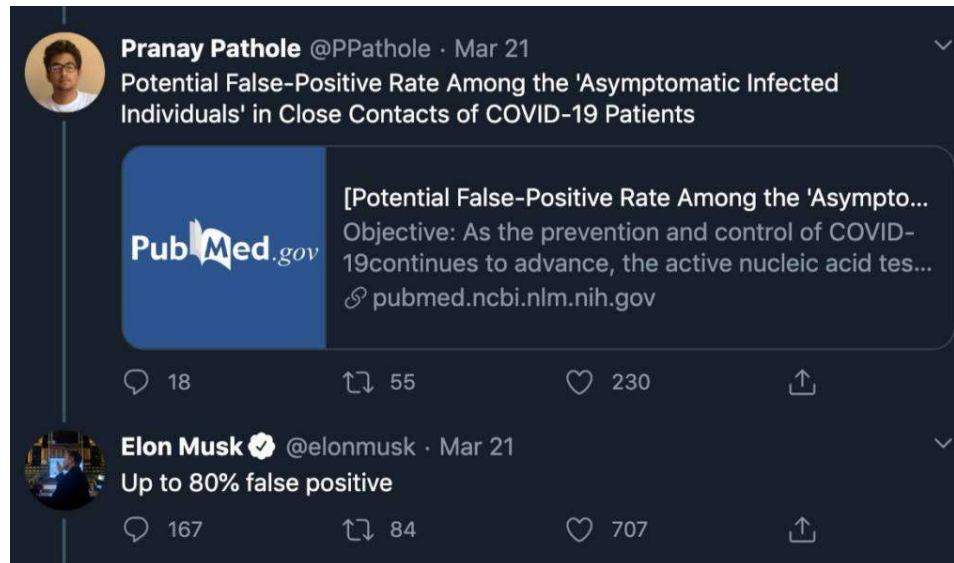 Pranay Pathole @PPathole · Mar 21
Potential False-Positive Rate Among the 'Asymptomatic Infected
Individuals' in Close Contacts of COVID-19 Patients
PubMed.gov
[Potential False-Positive Rate Among the 'Asympto...
Objective: As the prevention and control of COVID-
19continues to advance, the active nucleic acid tes...
pubmed.ncbi.nlm.nih.gov
18 55 230
Elon Musk @elonmusk · Mar 21
Up to 80% false positive
167 84 707